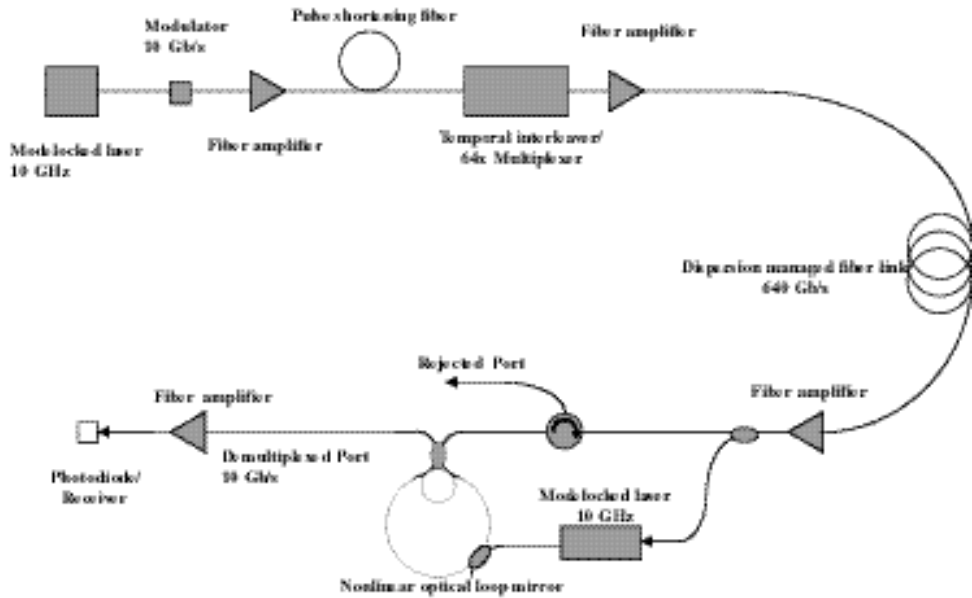 Modulator
10 Gb/s
Pulse shortening fiber
Fiber amplifier
Modelocked laser
10 GHz
Fiber amplifier
Temporal interleaver/
64x Multiplexer
Dispersion managed fiber link
640 Gb/s
Rejected Port
Fiber amplifier
Fiber amplifier
Photodiode/
Receiver
Demultiplexed Port
10 Gb/s
Modelocked laser
10 GHz
Nonlinear optical loop mirror